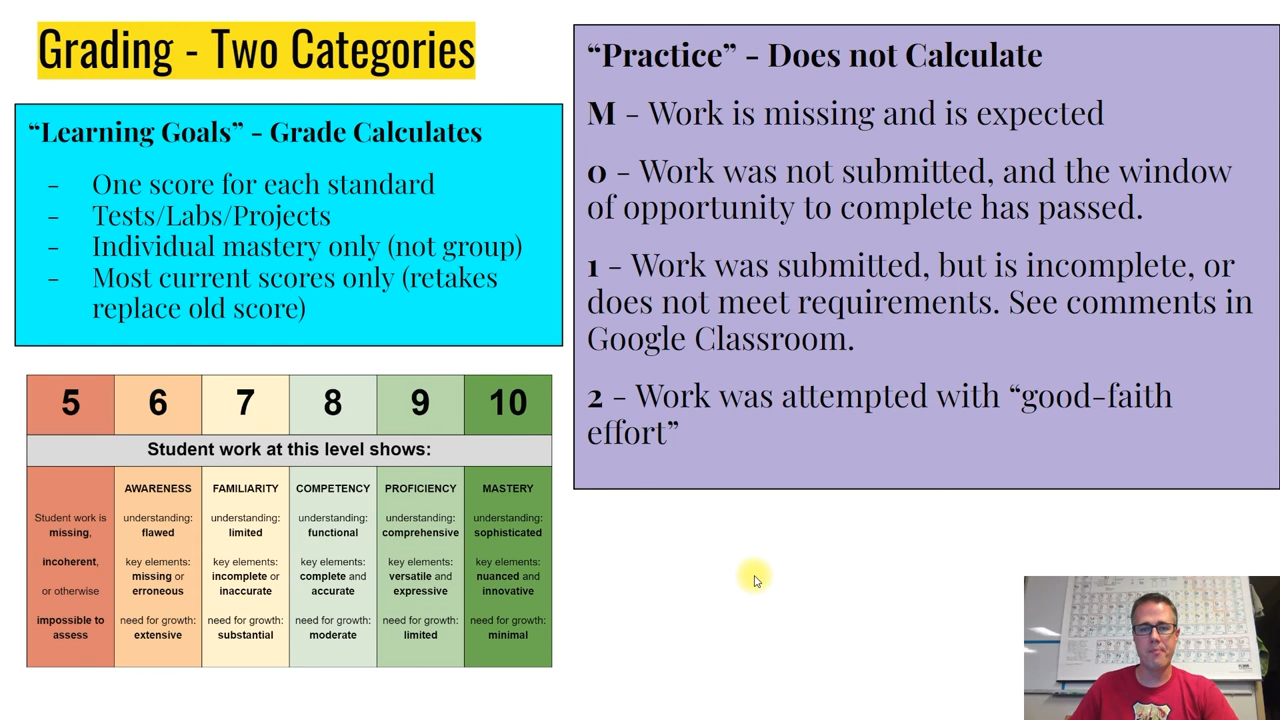 Grading - Two Categories
“Learning Goals” - Grade Calculates
- One score for each standard
- Tests/Labs/Projects
- Individual mastery only (not group)
- Most current scores only (retakes
replace old score)
“Practice” - Does not Calculate
M - Work is missing and is expected
0 - Work was not submitted, and the window
of opportunity to complete has passed.
1 - Work was submitted, but is incomplete, or
does not meet requirements. See comments in
Google Classroom.
2 - Work was attempted with “good-faith
effort”
5 6 7 8 9 10
Student work at this level shows:
Student work is
missing,
incoherent,
or otherwise
impossible to
assess
AWARENESS
understanding:
flawed
key elements:
missing or
erroneous
need for growth:
extensive
FAMILIARITY
understanding:
limited
key elements:
incomplete or
inaccurate
need for growth:
substantial
COMPETENCY
understanding:
functional
key elements:
complete and
accurate
need for growth:
moderate
PROFICIENCY
understanding:
comprehensive
key elements:
versatile and
expressive
need for growth:
limited
MASTERY
understanding:
sophisticated
key elements:
nuanced and
innovative
need for growth:
minimal